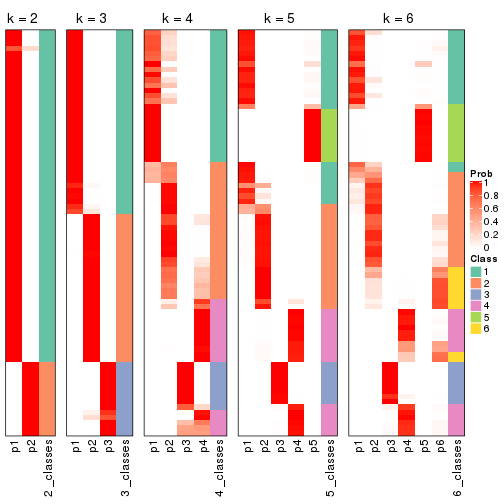 k = 2
k = 3
k = 4
k = 5
k = 6
p1
p2
2_classes
p1
p2
p3
3_classes
p1
p2
p3
p4
4_classes
p1
p2
p3
p4
p5
5_classes
p1
p2
p3
p4
p5
p6
6_classes
Prob
1
0.8
0.6
0.4
0.2
0
Class
1
2
3
4
5
6